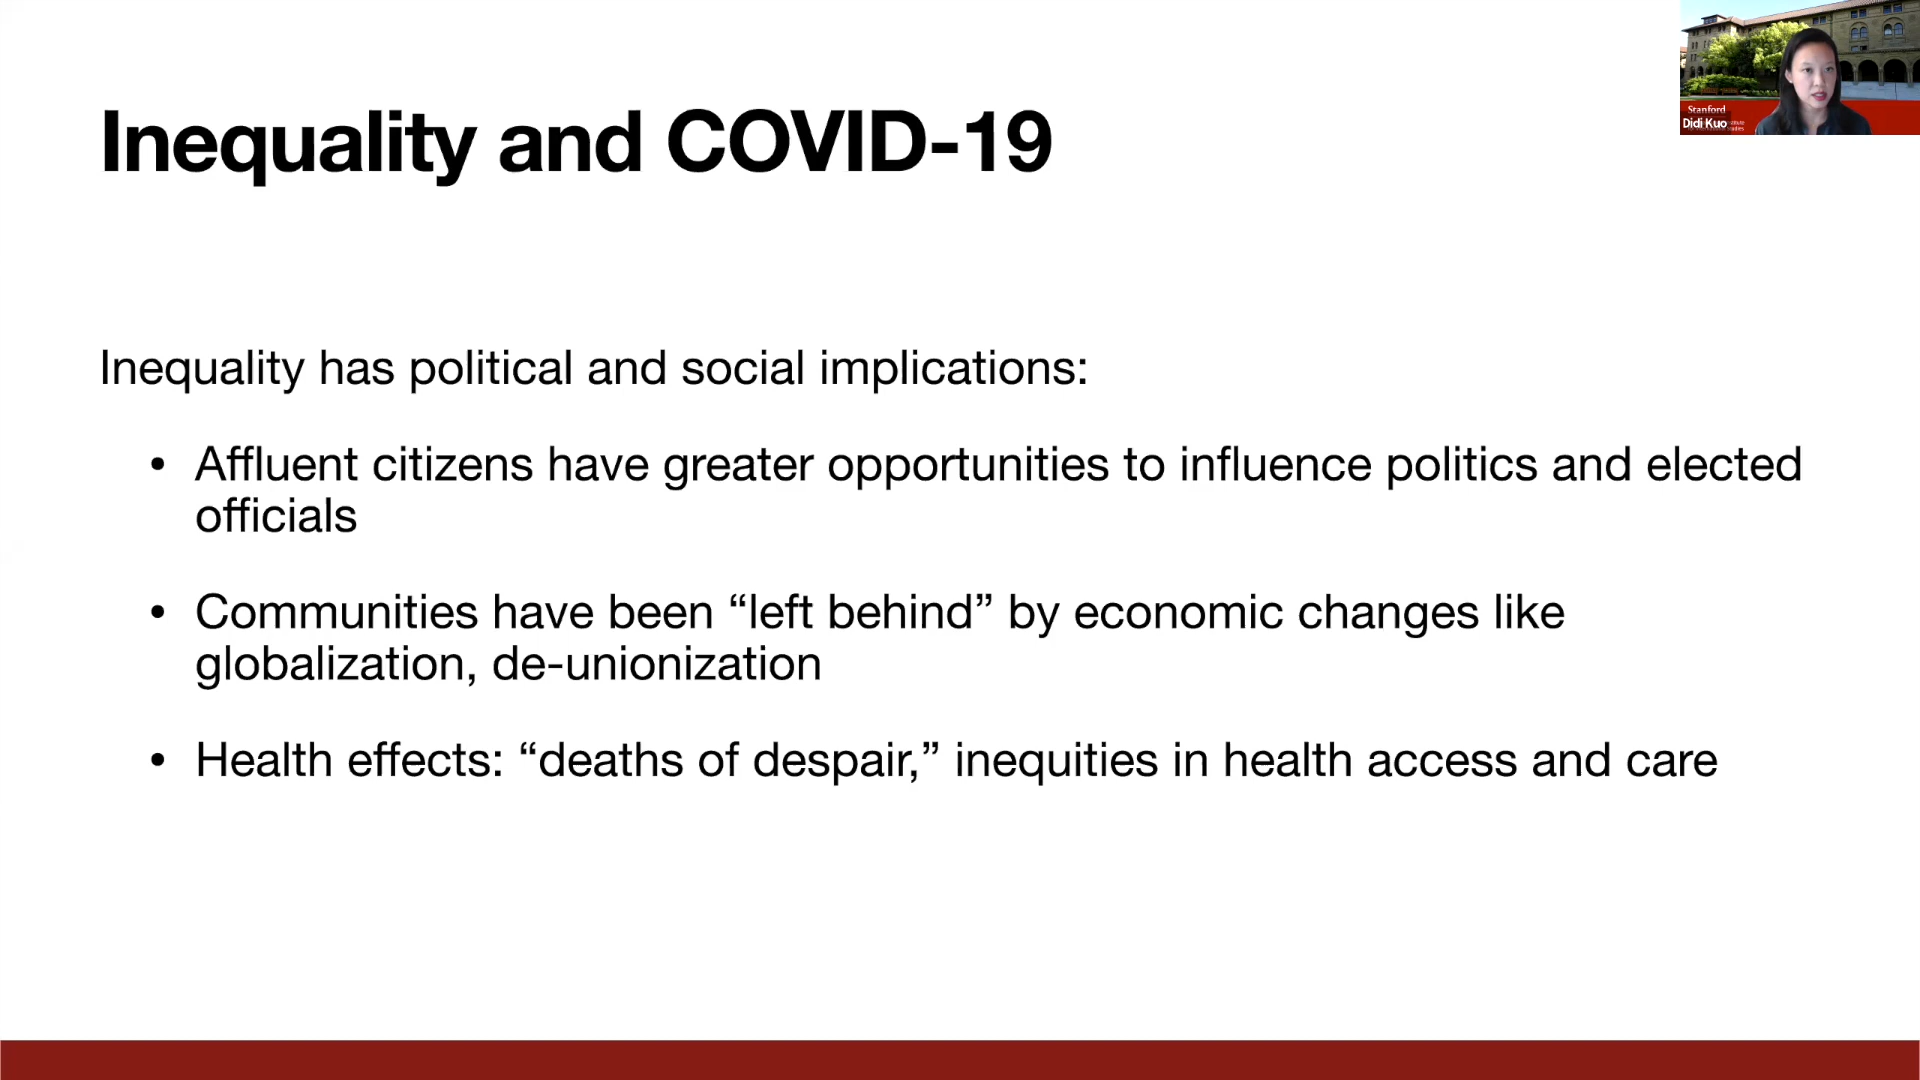 Inequality and COVID-19
Stanford
Didi Kuo
Inequality has political and social implications:
• Affluent citizens have greater opportunities to influence politics and elected
officials
• Communities have been “left behind” by economic changes like
globalization, de-unionization
• Health effects: “deaths of despair,” inequities in health access and care